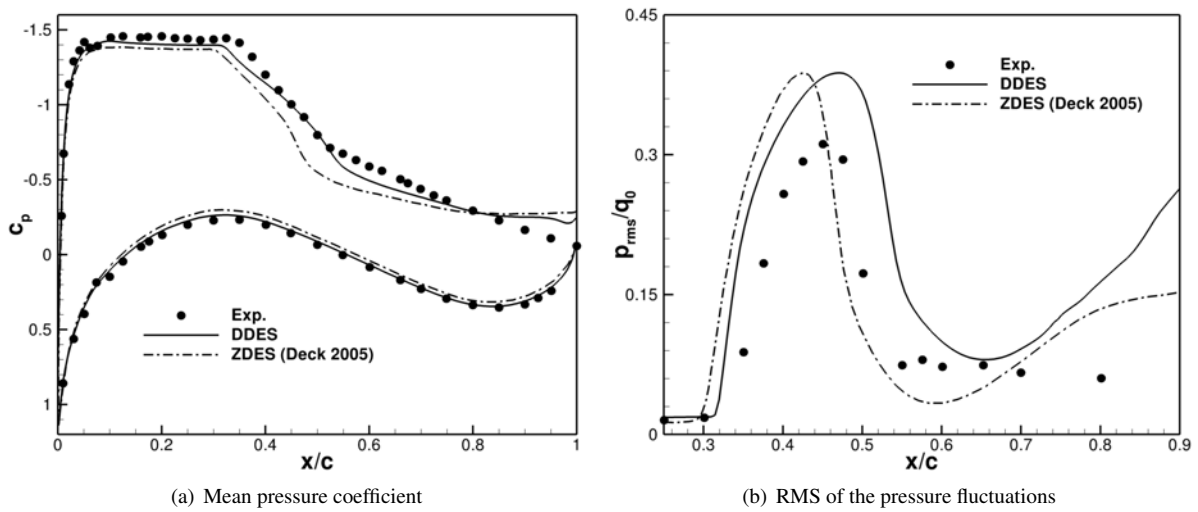 -1.5
-1
-0.5
0
0.5
1
c_p
0
0.2
0.4
0.6
0.8
1
x/c
Exp.
DDES
ZDES (Deck 2005)
(a) Mean pressure coefficient
0.45
0.3
0.15
0
p_rms/q_0
0.3
0.4
0.5
0.6
0.7
0.8
0.9
x/c
Exp.
DDES
ZDES (Deck 2005)
(b) RMS of the pressure fluctuations